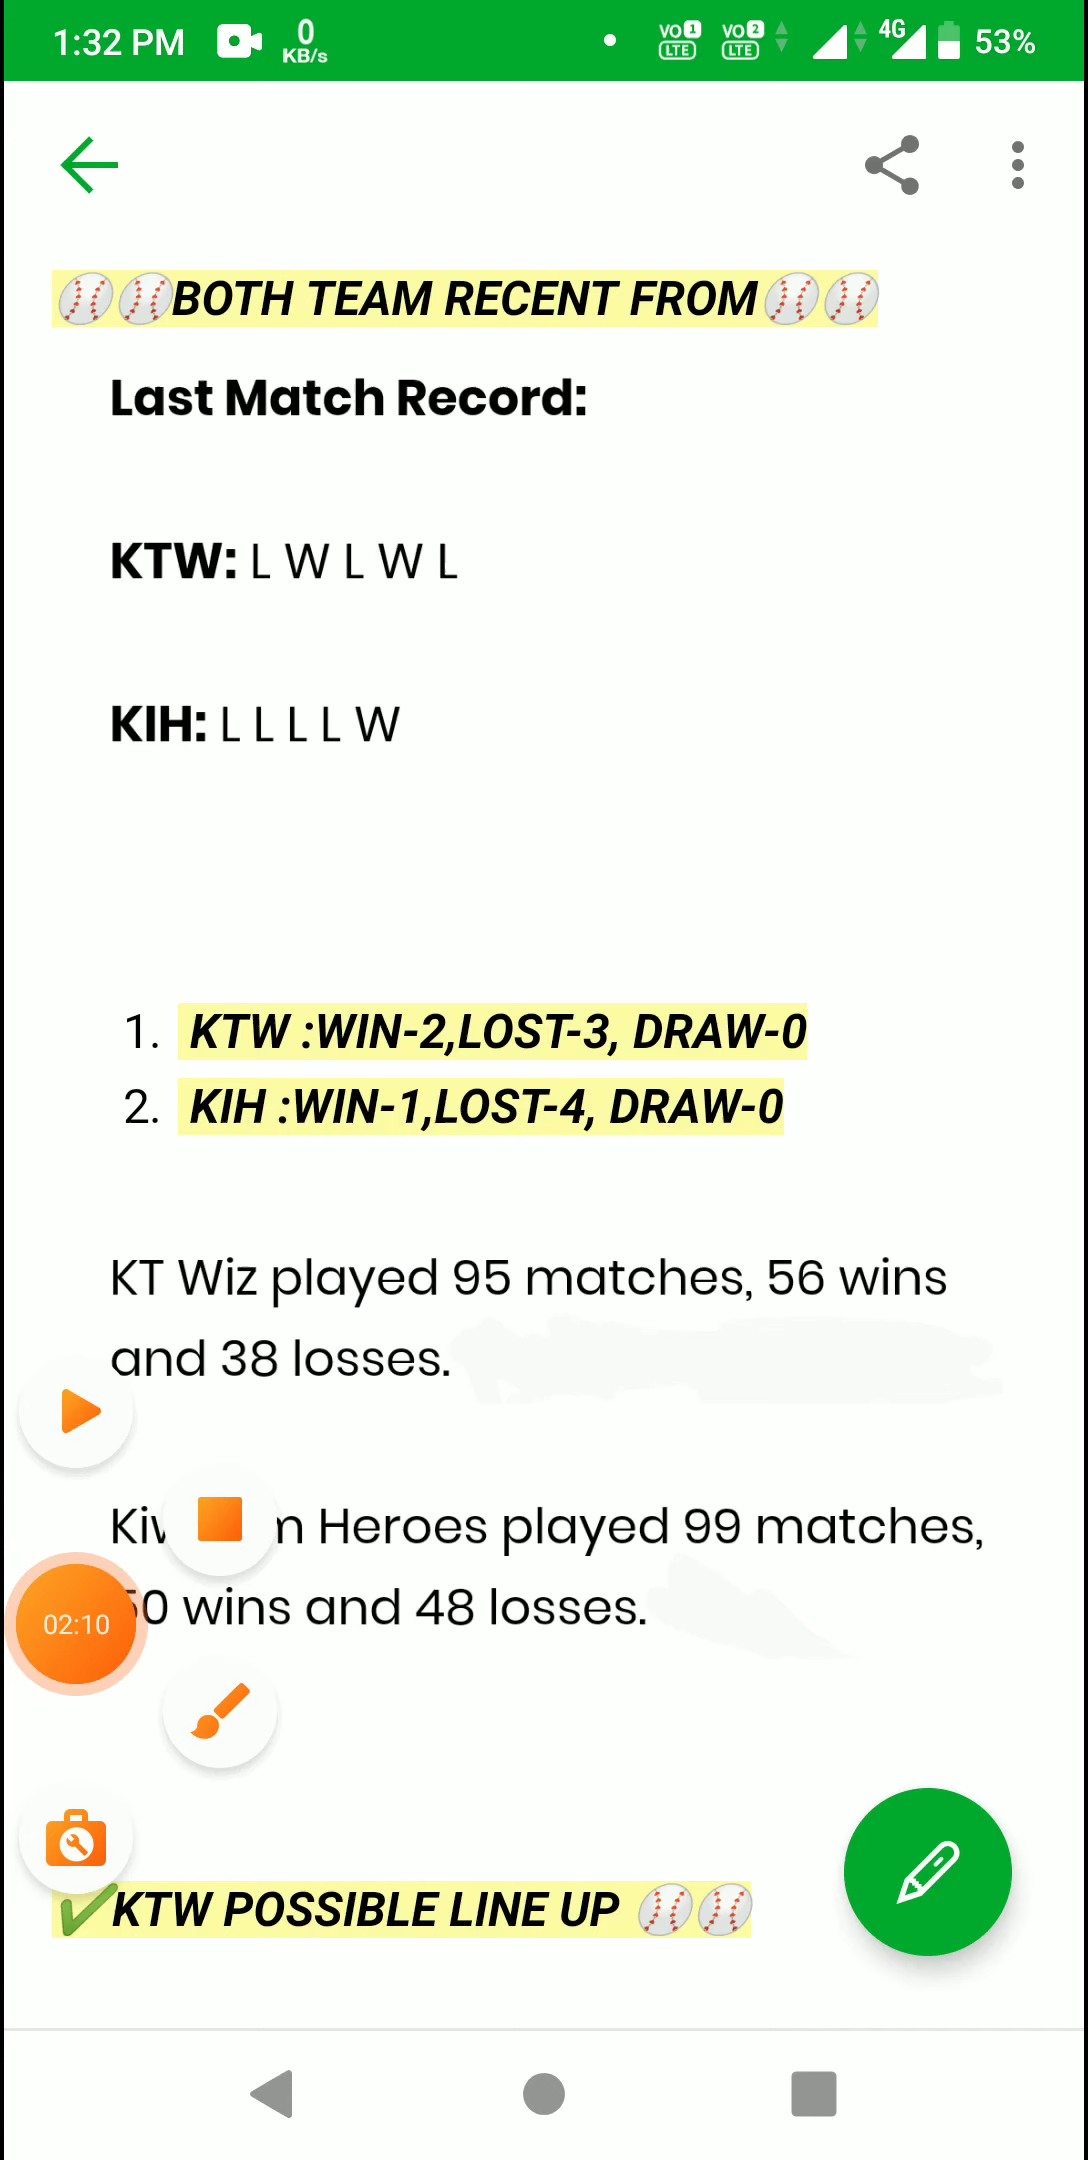 1:32 PM 0 KB/s VO 1 LTE VO 2 LTE 4G 53%
BOTH TEAM RECENT FROM
Last Match Record:
KTW: L W L W L
KIH: L L L L W
1. KTW :WIN-2,LOST-3, DRAW-0
2. KIH :WIN-1,LOST-4, DRAW-0
KT Wiz played 95 matches, 56 wins
and 38 losses.
Heroes played 99 matches,
50 wins and 48 losses.
02:10
KTW POSSIBLE LINE UP